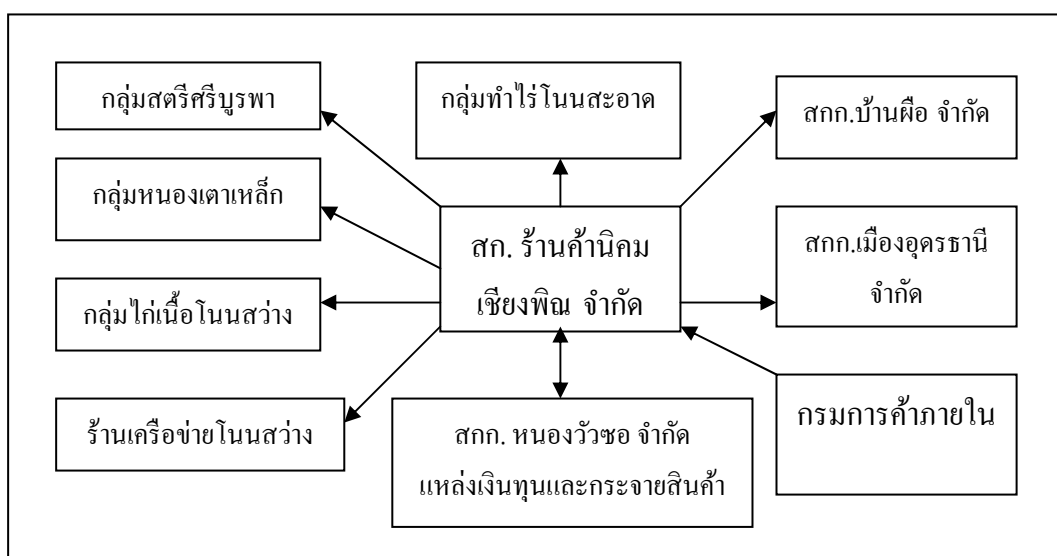 กลุ่มสตรีศรีบูรพา
กลุ่มทำไร่โนนสะอาด
สกก.บ้านผือ จำกัด
กลุ่มหนองเตาเหล็ก
สก. ร้านค้านิคม
เชียงพิณ จำกัด
สกก.เมืองอุดรธานี
จำกัด
กลุ่มไก่เนื้อโนนสว่าง
ร้านเครือข่ายโนนสว่าง
สกก. หนองวัวซอ จำกัด
แหล่งเงินทุนและกระจายสินค้า
กรมการค้าภายใน